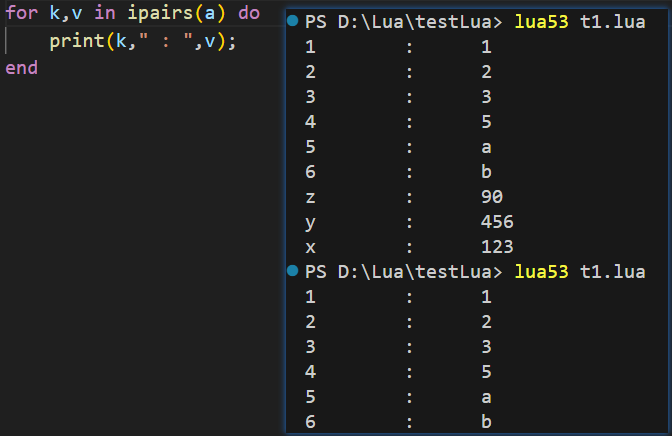 for k,v in ipairs(a) do
    print(k," : ",v);
end
PS D:\Lua\testLua> lua53 t1.lua
1        :       1
2        :       2
3        :       3
4        :       5
5        :       a
6        :       b
z        :       90
y        :       456
x        :       123
PS D:\Lua\testLua> lua53 t1.lua
1        :       1
2        :       2
3        :       3
4        :       5
5        :       a
6        :       b